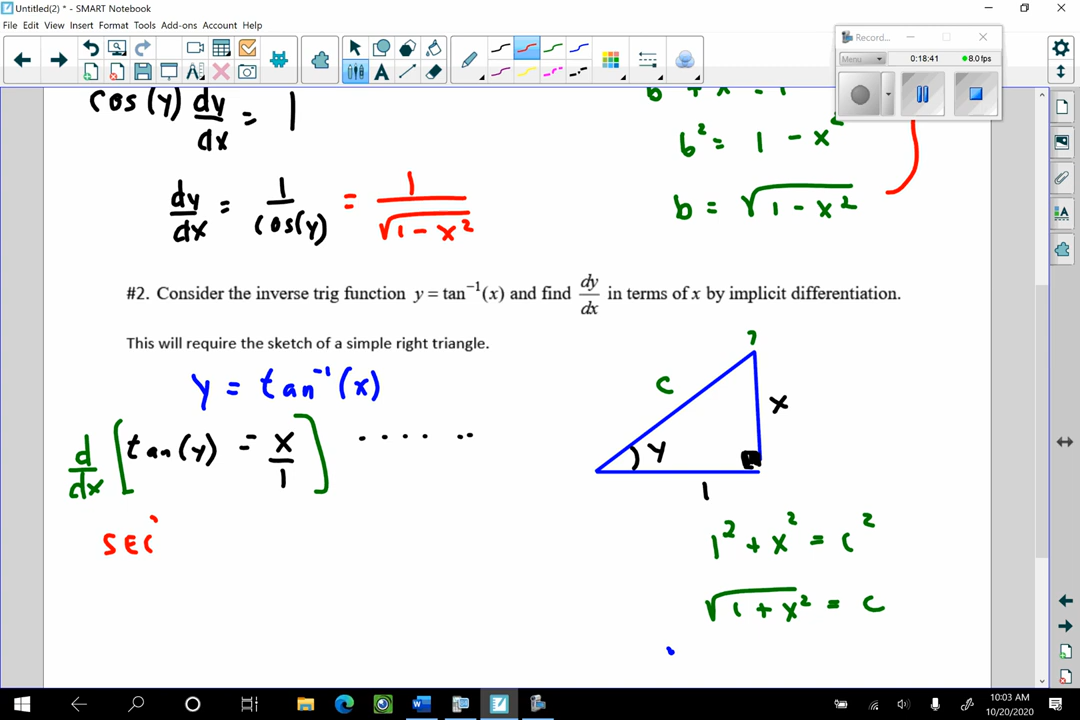 Untitled(2) * - SMART Notebook
File Edit View Insert Format Tools Add-ons Account Help
Record...
Menu
0:18:41
8.0fps
cos(y) dy/dx = 1
b² = 1 - x²
dy/dx = 1/cos(y) = 1/√(1 - x²)
b = √(1 - x²)
#2. Consider the inverse trig function y = tan⁻¹(x) and find dy/dx in terms of x by implicit differentiation.
This will require the sketch of a simple right triangle.
y = tan⁻¹(x)
?
c
x
y
1
d/dx [tan(y) = x/1] ......
1² + x² = c²
sec
√(1 + x²) = c
10:03 AM
10/20/2020